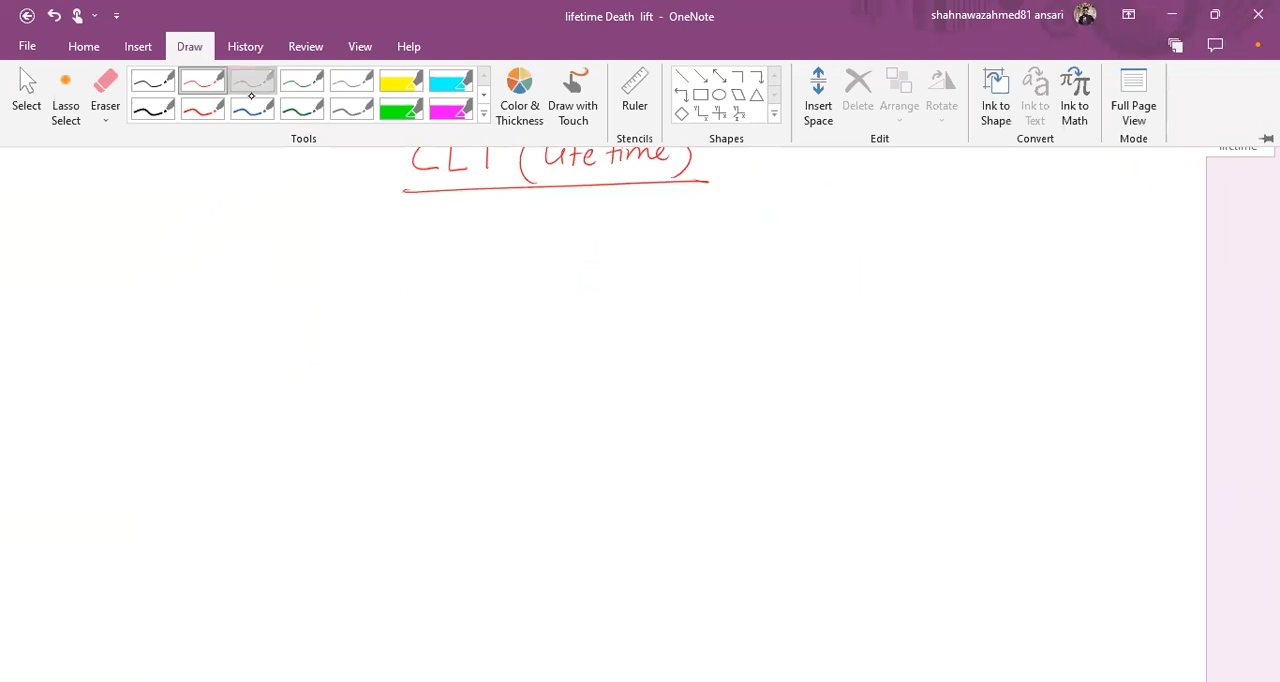 lifetime Death lift - OneNote
shahnawazahmed81 ansari
File Home Insert Draw History Review View Help
Select
Lasso Select
Eraser
Color & Thickness
Draw with Touch
Ruler
Insert Space
Delete
Arrange
Rotate
Ink to Shape
Ink to Text
Ink to Math
Full Page View
Tools
Stencils
Shapes
Edit
Convert
Mode
lifetime
CLT (Life time)